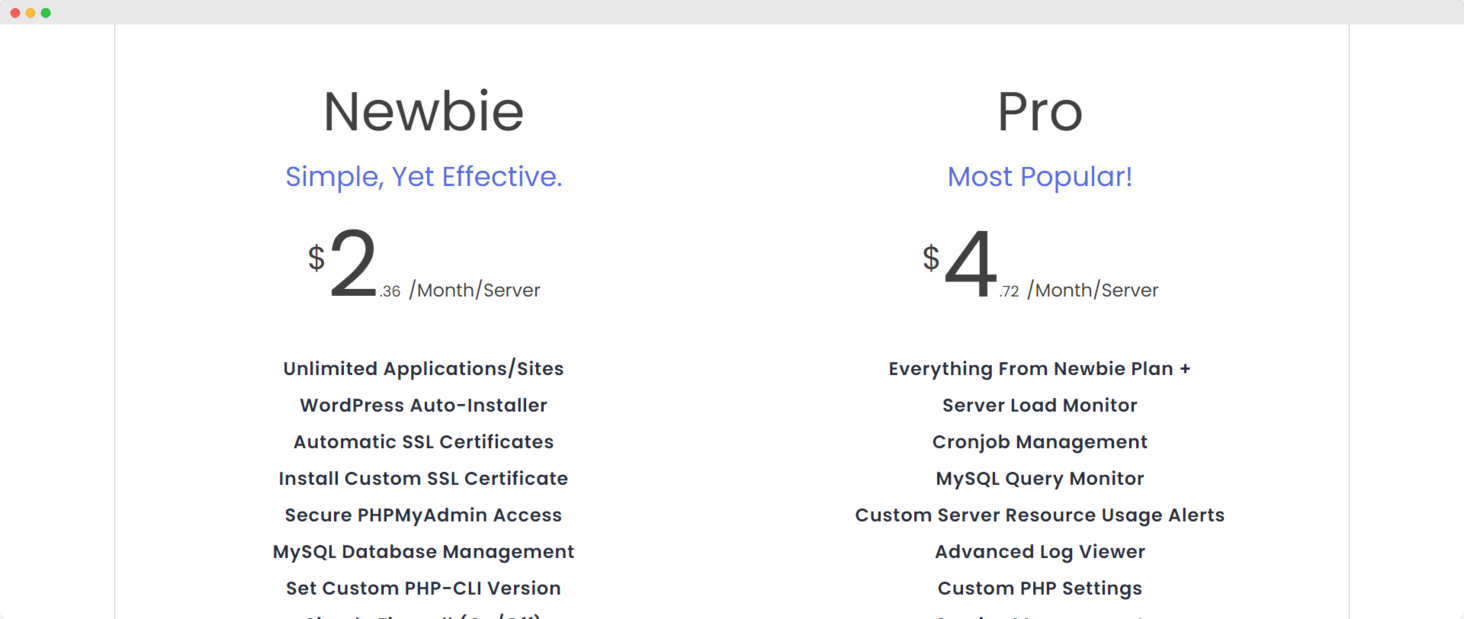 Newbie
Simple, Yet Effective.
$2.36 /Month/Server
Unlimited Applications/Sites
WordPress Auto-Installer
Automatic SSL Certificates
Install Custom SSL Certificate
Secure PHPMyAdmin Access
MySQL Database Management
Set Custom PHP-CLI Version
Pro
Most Popular!
$4.72 /Month/Server
Everything From Newbie Plan +
Server Load Monitor
Cronjob Management
MySQL Query Monitor
Custom Server Resource Usage Alerts
Advanced Log Viewer
Custom PHP Settings